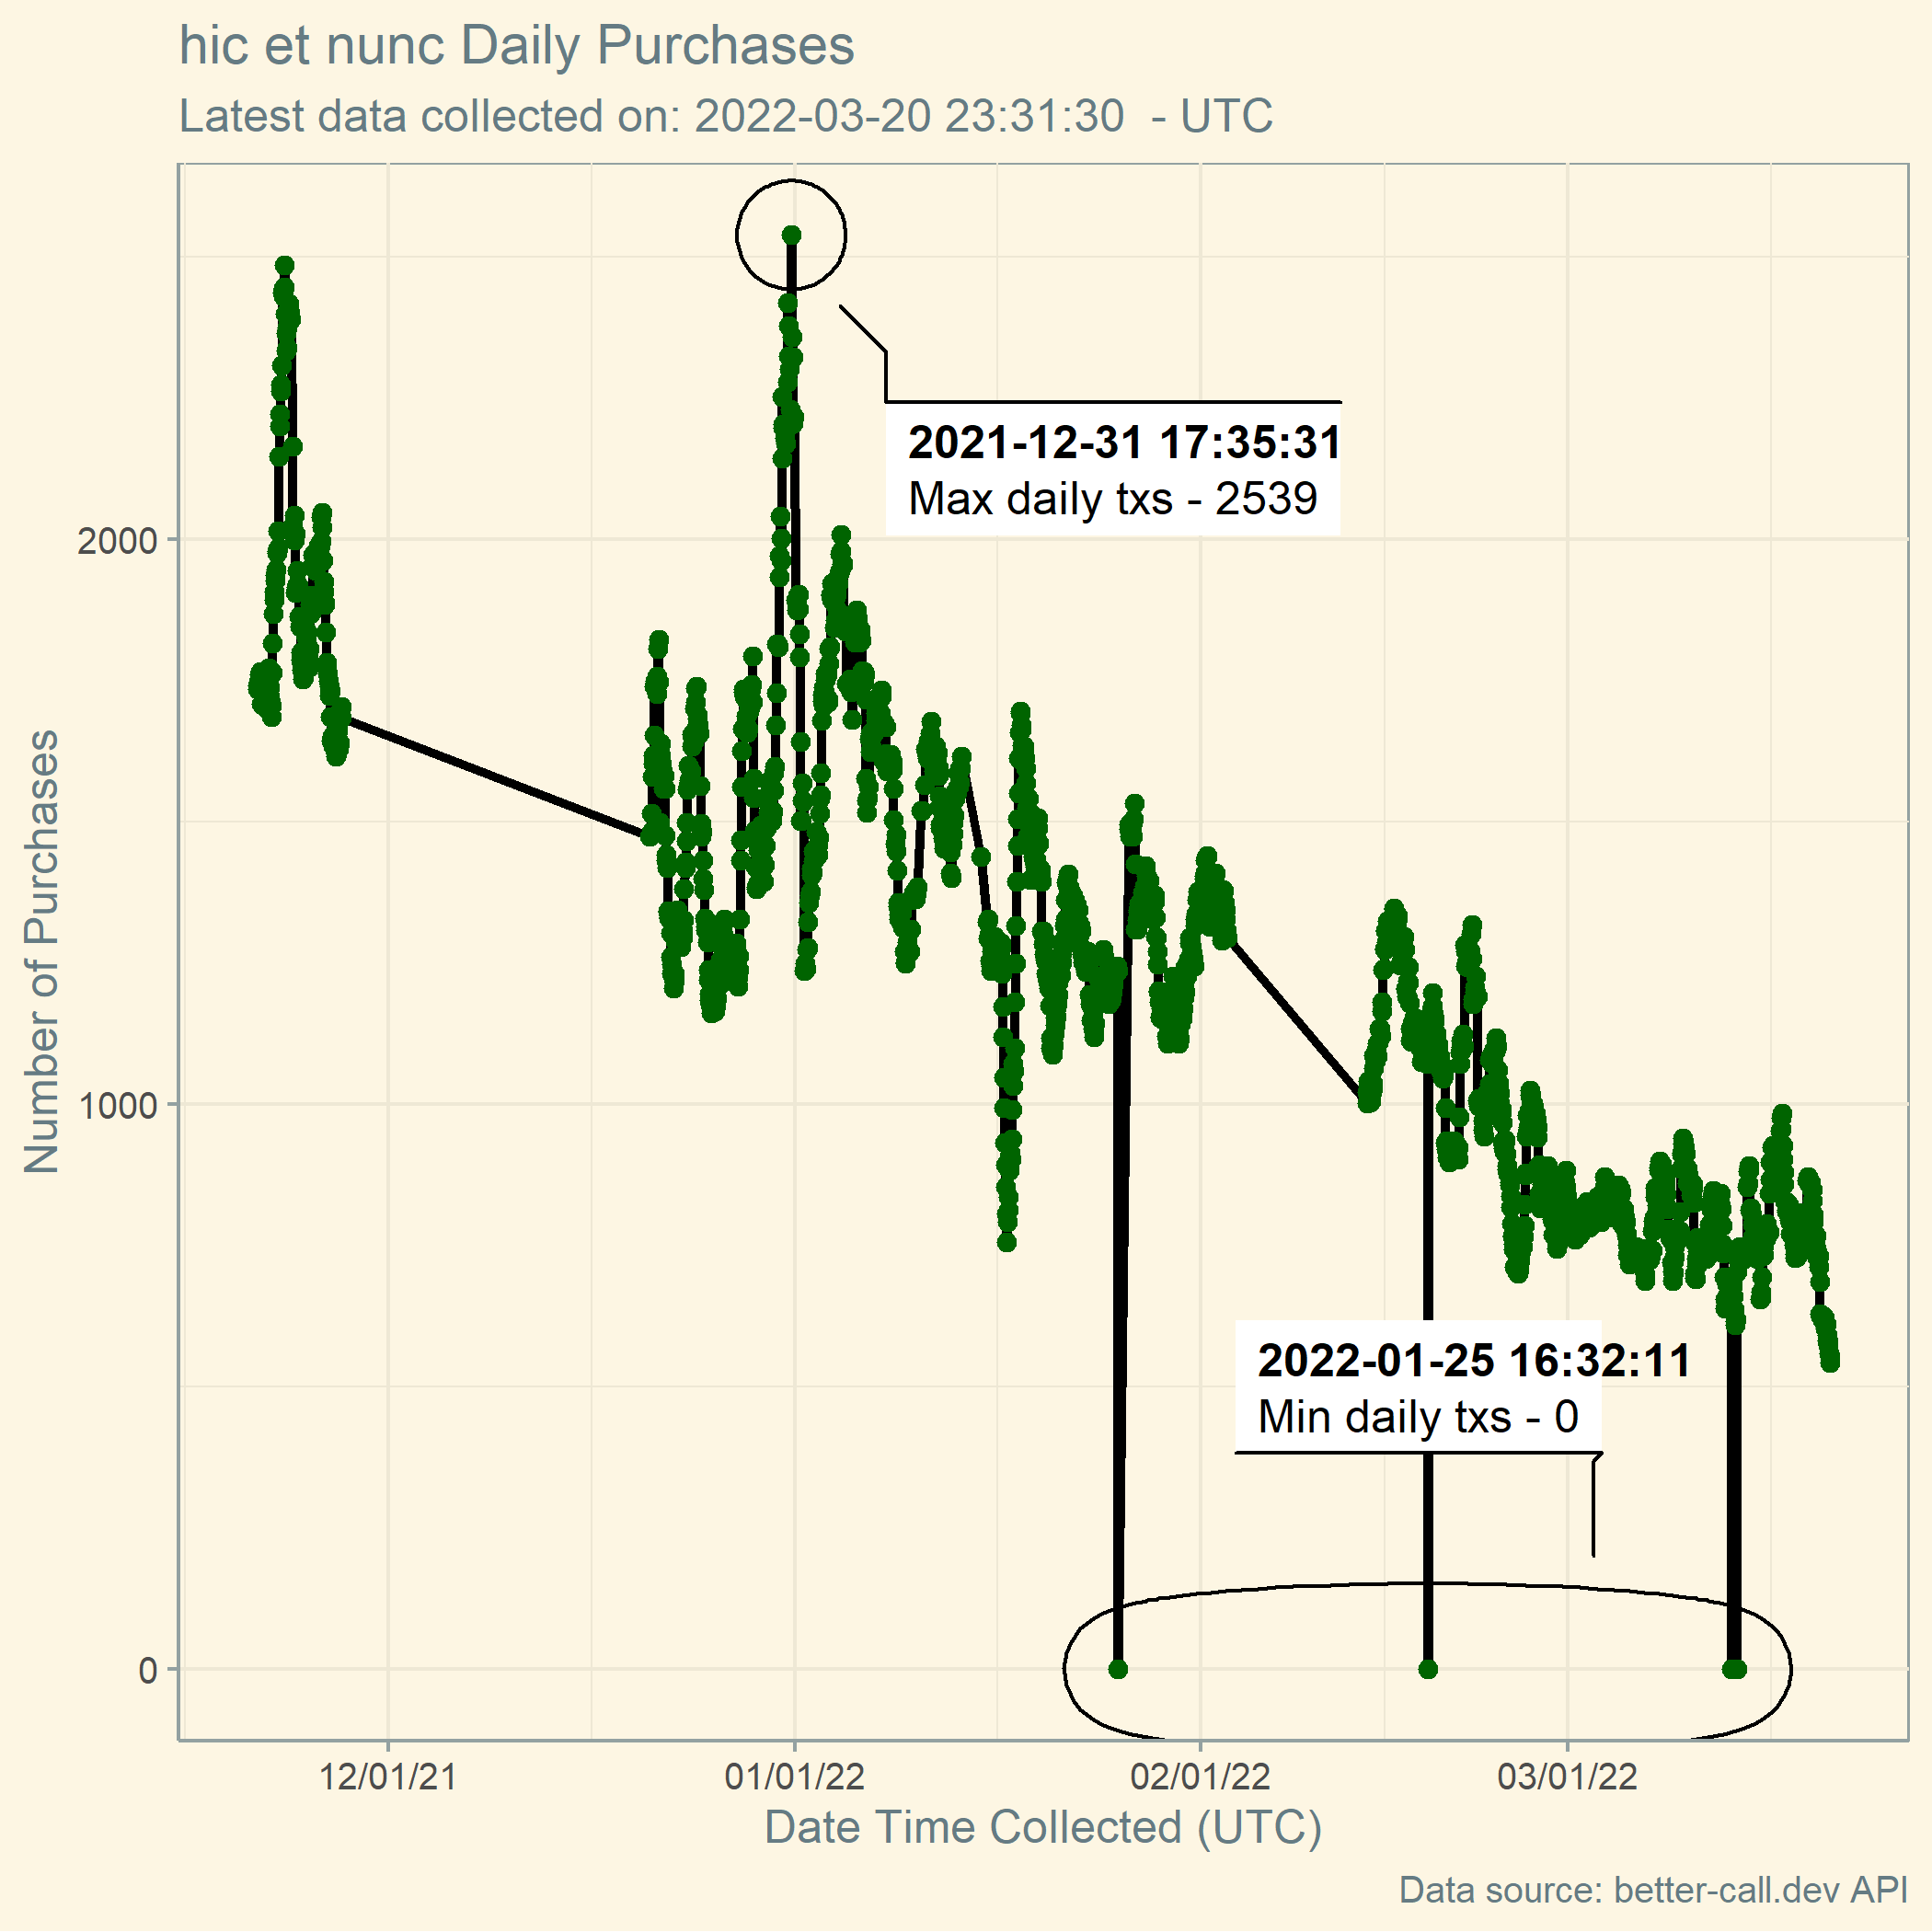 hic et nunc Daily Purchases
Latest data collected on: 2022-03-20 23:31:30 - UTC
2021-12-31 17:35:31
Max daily txs - 2539
2000
Number of Purchases
1000
2022-01-25 16:32:11
Min daily txs - 0
0
12/01/21 01/01/22 02/01/22 03/01/22
Date Time Collected (UTC)
Data source: better-call.dev API